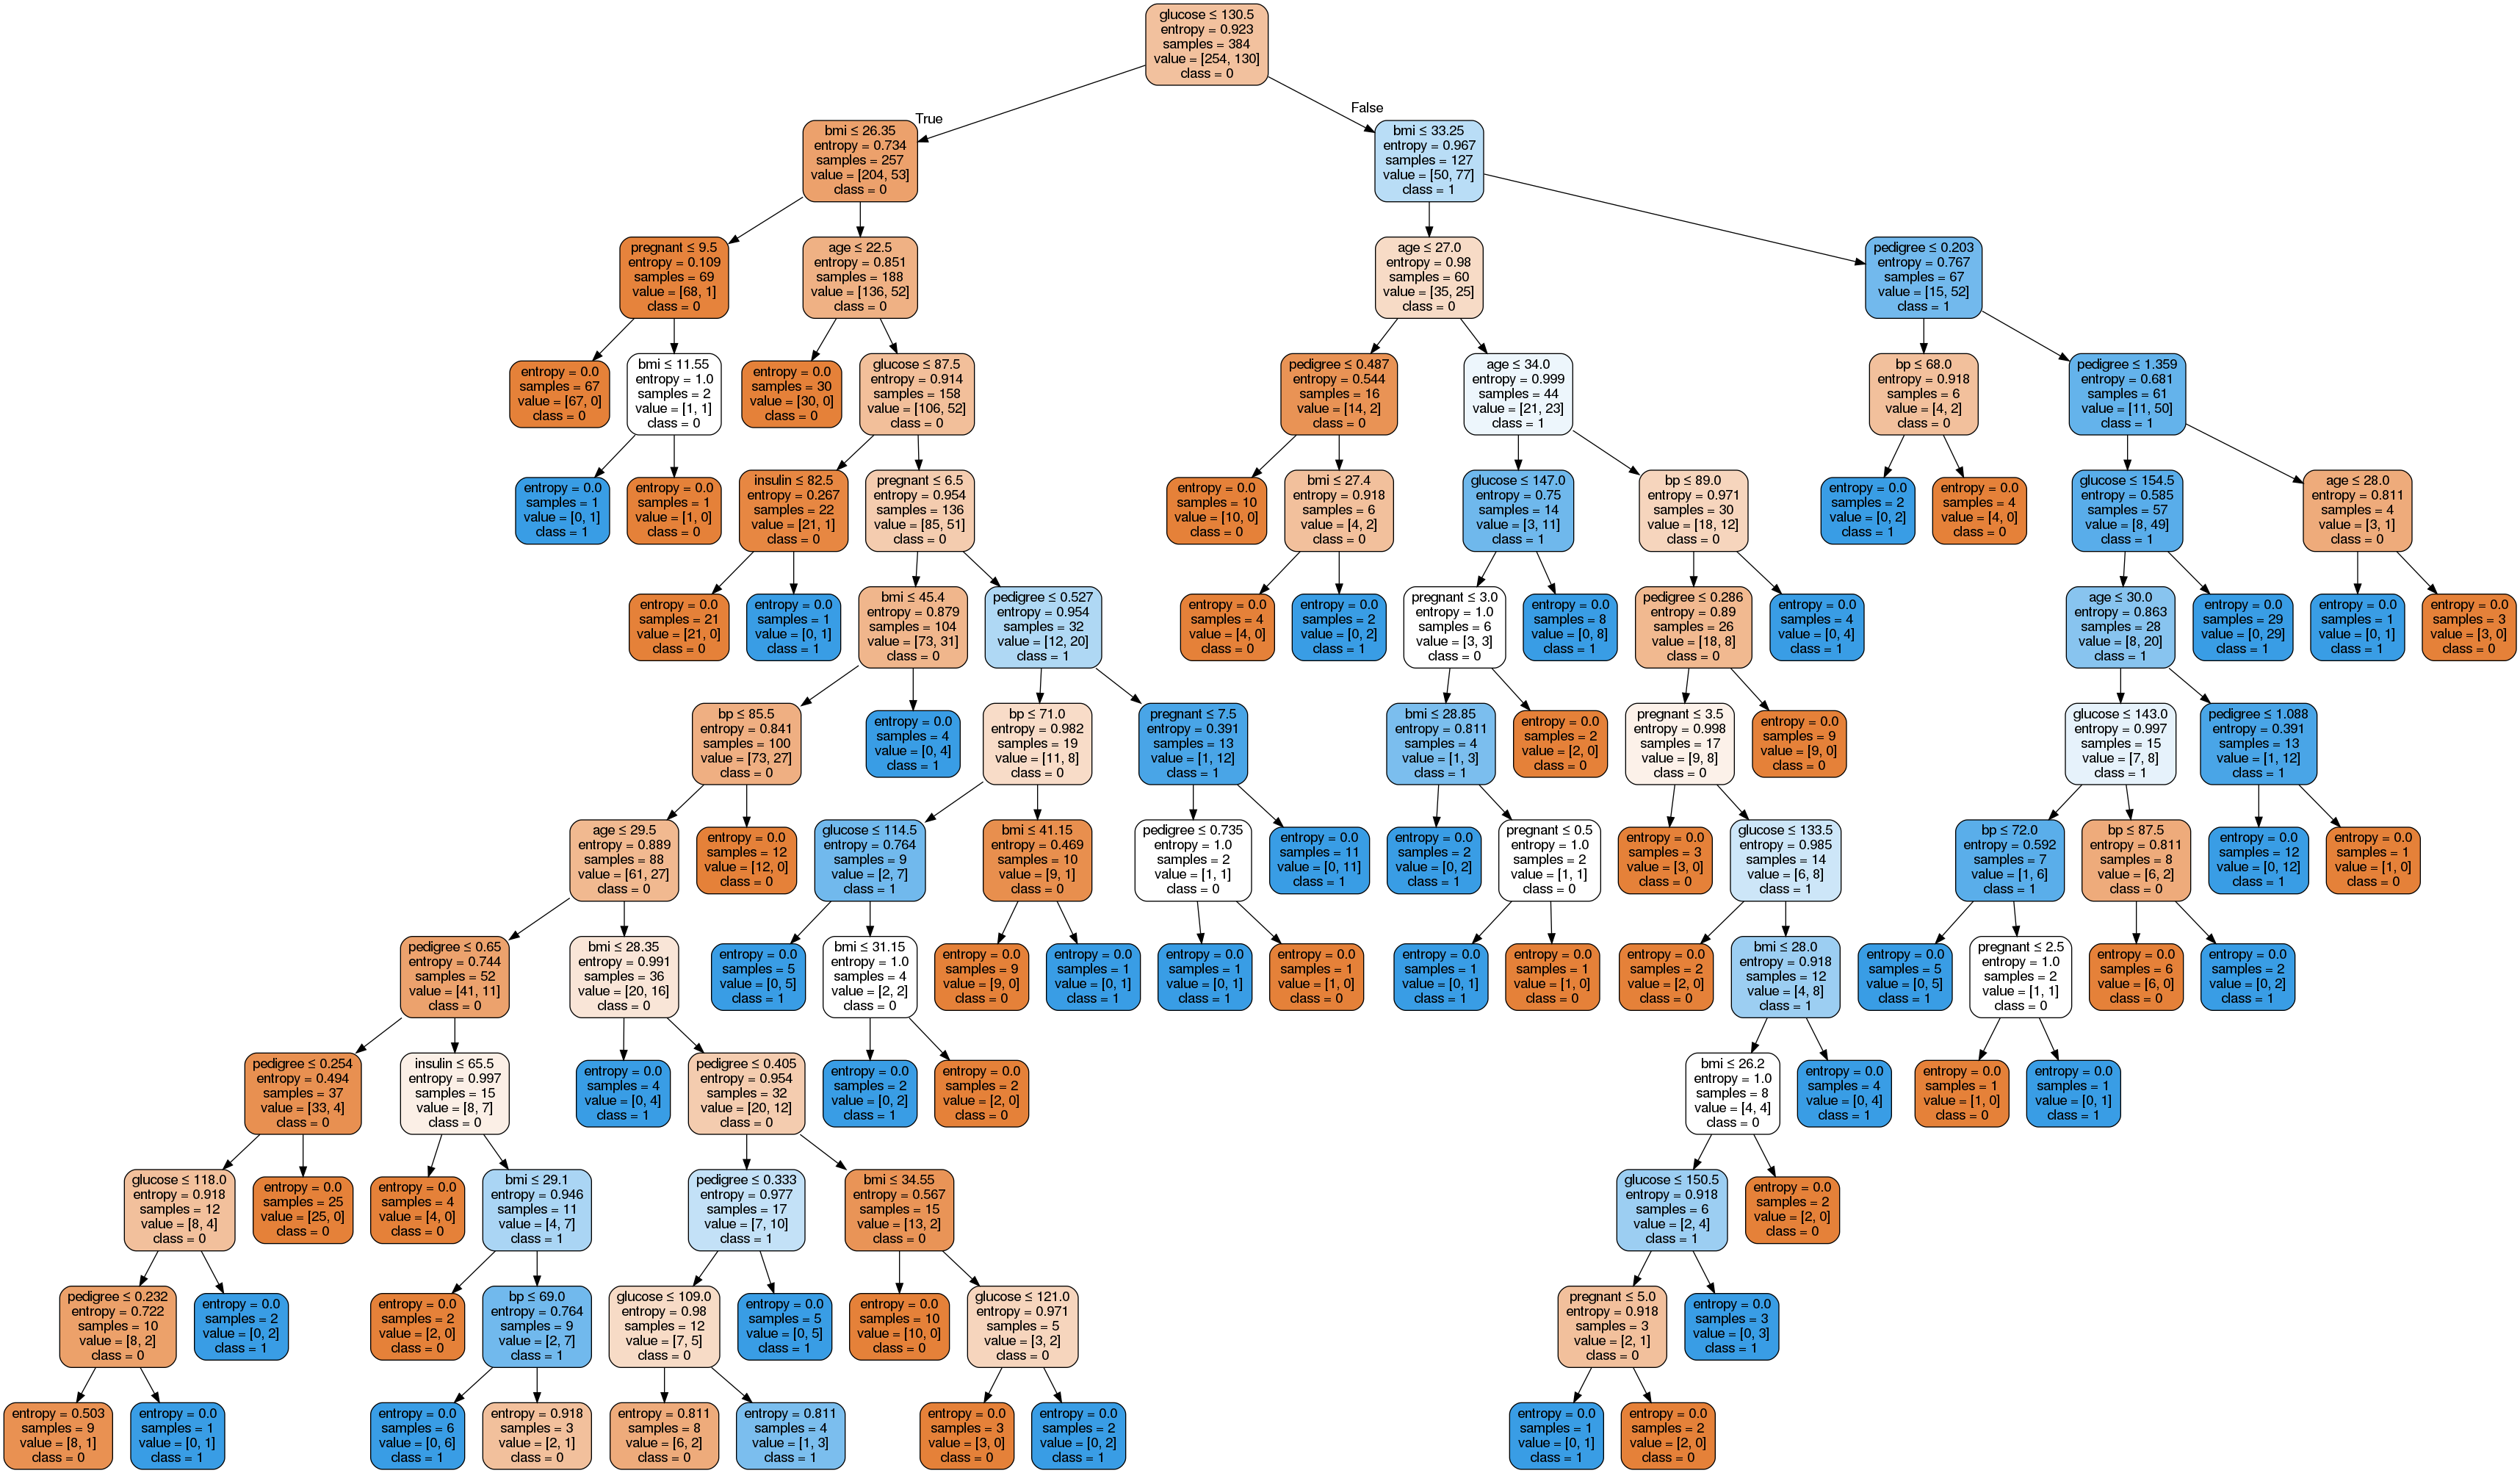 glucose ≤ 130.5
entropy = 0.923
samples = 384
value = [254, 130]
class = 0
True
False
bmi ≤ 26.35
entropy = 0.734
samples = 257
value = [204, 53]
class = 0
bmi ≤ 33.25
entropy = 0.967
samples = 127
value = [50, 77]
class = 1
pregnant ≤ 9.5
entropy = 0.109
samples = 69
value = [68, 1]
class = 0
age ≤ 22.5
entropy = 0.851
samples = 188
value = [136, 52]
class = 0
age ≤ 27.0
entropy = 0.98
samples = 60
value = [35, 25]
class = 0
pedigree ≤ 0.203
entropy = 0.767
samples = 67
value = [15, 52]
class = 1
entropy = 0.0
samples = 67
value = [67, 0]
class = 0
bmi ≤ 11.55
entropy = 1.0
samples = 2
value = [1, 1]
class = 0
entropy = 0.0
samples = 30
value = [30, 0]
class = 0
glucose ≤ 87.5
entropy = 0.914
samples = 158
value = [106, 52]
class = 0
pedigree ≤ 0.487
entropy = 0.544
samples = 16
value = [14, 2]
class = 0
age ≤ 34.0
entropy = 0.999
samples = 44
value = [21, 23]
class = 1
bp ≤ 68.0
entropy = 0.918
samples = 6
value = [4, 2]
class = 0
pedigree ≤ 1.359
entropy = 0.681
samples = 61
value = [11, 50]
class = 1
entropy = 0.0
samples = 1
value = [0, 1]
class = 1
entropy = 0.0
samples = 1
value = [1, 0]
class = 0
insulin ≤ 82.5
entropy = 0.267
samples = 22
value = [21, 1]
class = 0
pregnant ≤ 6.5
entropy = 0.954
samples = 136
value = [85, 51]
class = 0
entropy = 0.0
samples = 10
value = [10, 0]
class = 0
bmi ≤ 27.4
entropy = 0.918
samples = 6
value = [4, 2]
class = 0
glucose ≤ 147.0
entropy = 0.75
samples = 14
value = [3, 11]
class = 1
bp ≤ 89.0
entropy = 0.971
samples = 30
value = [18, 12]
class = 0
entropy = 0.0
samples = 2
value = [0, 2]
class = 1
entropy = 0.0
samples = 4
value = [4, 0]
class = 0
glucose ≤ 154.5
entropy = 0.585
samples = 57
value = [8, 49]
class = 1
age ≤ 28.0
entropy = 0.811
samples = 4
value = [3, 1]
class = 0
entropy = 0.0
samples = 21
value = [21, 0]
class = 0
entropy = 0.0
samples = 1
value = [0, 1]
class = 1
bmi ≤ 45.4
entropy = 0.879
samples = 104
value = [73, 31]
class = 0
pedigree ≤ 0.527
entropy = 0.954
samples = 32
value = [12, 20]
class = 1
entropy = 0.0
samples = 4
value = [4, 0]
class = 0
entropy = 0.0
samples = 2
value = [0, 2]
class = 1
pregnant ≤ 3.0
entropy = 1.0
samples = 6
value = [3, 3]
class = 0
entropy = 0.0
samples = 8
value = [0, 8]
class = 1
pedigree ≤ 0.286
entropy = 0.89
samples = 26
value = [18, 8]
class = 0
entropy = 0.0
samples = 4
value = [0, 4]
class = 1
age ≤ 30.0
entropy = 0.863
samples = 28
value = [8, 20]
class = 1
entropy = 0.0
samples = 29
value = [0, 29]
class = 1
entropy = 0.0
samples = 1
value = [0, 1]
class = 1
entropy = 0.0
samples = 3
value = [3, 0]
class = 0
bp ≤ 85.5
entropy = 0.841
samples = 100
value = [73, 27]
class = 0
entropy = 0.0
samples = 4
value = [0, 4]
class = 1
bp ≤ 71.0
entropy = 0.982
samples = 19
value = [11, 8]
class = 0
pregnant ≤ 7.5
entropy = 0.391
samples = 13
value = [1, 12]
class = 1
bmi ≤ 28.85
entropy = 0.811
samples = 4
value = [1, 3]
class = 1
entropy = 0.0
samples = 2
value = [2, 0]
class = 0
pregnant ≤ 3.5
entropy = 0.998
samples = 17
value = [9, 8]
class = 0
entropy = 0.0
samples = 9
value = [9, 0]
class = 0
glucose ≤ 143.0
entropy = 0.997
samples = 15
value = [7, 8]
class = 1
pedigree ≤ 1.088
entropy = 0.391
samples = 13
value = [1, 12]
class = 1
age ≤ 29.5
entropy = 0.889
samples = 88
value = [61, 27]
class = 0
entropy = 0.0
samples = 12
value = [12, 0]
class = 0
glucose ≤ 114.5
entropy = 0.764
samples = 9
value = [2, 7]
class = 1
bmi ≤ 41.15
entropy = 0.469
samples = 10
value = [9, 1]
class = 0
pedigree ≤ 0.735
entropy = 1.0
samples = 2
value = [1, 1]
class = 0
entropy = 0.0
samples = 11
value = [0, 11]
class = 1
entropy = 0.0
samples = 2
value = [0, 2]
class = 1
pregnant ≤ 0.5
entropy = 1.0
samples = 2
value = [1, 1]
class = 0
entropy = 0.0
samples = 3
value = [3, 0]
class = 0
glucose ≤ 133.5
entropy = 0.985
samples = 14
value = [6, 8]
class = 1
bp ≤ 72.0
entropy = 0.592
samples = 7
value = [1, 6]
class = 1
bp ≤ 87.5
entropy = 0.811
samples = 8
value = [6, 2]
class = 0
entropy = 0.0
samples = 12
value = [0, 12]
class = 1
entropy = 0.0
samples = 1
value = [1, 0]
class = 0
pedigree ≤ 0.65
entropy = 0.744
samples = 52
value = [41, 11]
class = 0
bmi ≤ 28.35
entropy = 0.991
samples = 36
value = [20, 16]
class = 0
entropy = 0.0
samples = 5
value = [0, 5]
class = 1
bmi ≤ 31.15
entropy = 1.0
samples = 4
value = [2, 2]
class = 0
entropy = 0.0
samples = 9
value = [9, 0]
class = 0
entropy = 0.0
samples = 1
value = [0, 1]
class = 1
entropy = 0.0
samples = 1
value = [0, 1]
class = 1
entropy = 0.0
samples = 1
value = [1, 0]
class = 0
entropy = 0.0
samples = 1
value = [0, 1]
class = 1
entropy = 0.0
samples = 1
value = [1, 0]
class = 0
entropy = 0.0
samples = 2
value = [2, 0]
class = 0
bmi ≤ 28.0
entropy = 0.918
samples = 12
value = [4, 8]
class = 1
entropy = 0.0
samples = 5
value = [0, 5]
class = 1
pregnant ≤ 2.5
entropy = 1.0
samples = 2
value = [1, 1]
class = 0
entropy = 0.0
samples = 6
value = [6, 0]
class = 0
entropy = 0.0
samples = 2
value = [0, 2]
class = 1
pedigree ≤ 0.254
entropy = 0.494
samples = 37
value = [33, 4]
class = 0
insulin ≤ 65.5
entropy = 0.997
samples = 15
value = [8, 7]
class = 0
entropy = 0.0
samples = 4
value = [0, 4]
class = 1
pedigree ≤ 0.405
entropy = 0.954
samples = 32
value = [20, 12]
class = 0
entropy = 0.0
samples = 2
value = [0, 2]
class = 1
entropy = 0.0
samples = 2
value = [2, 0]
class = 0
bmi ≤ 26.2
entropy = 1.0
samples = 8
value = [4, 4]
class = 0
entropy = 0.0
samples = 4
value = [0, 4]
class = 1
entropy = 0.0
samples = 1
value = [1, 0]
class = 0
entropy = 0.0
samples = 1
value = [0, 1]
class = 1
glucose ≤ 118.0
entropy = 0.918
samples = 12
value = [8, 4]
class = 0
entropy = 0.0
samples = 25
value = [25, 0]
class = 0
entropy = 0.0
samples = 4
value = [4, 0]
class = 0
bmi ≤ 29.1
entropy = 0.946
samples = 11
value = [4, 7]
class = 1
pedigree ≤ 0.333
entropy = 0.977
samples = 17
value = [7, 10]
class = 1
bmi ≤ 34.55
entropy = 0.567
samples = 15
value = [13, 2]
class = 0
glucose ≤ 150.5
entropy = 0.918
samples = 6
value = [2, 4]
class = 1
entropy = 0.0
samples = 2
value = [2, 0]
class = 0
pedigree ≤ 0.232
entropy = 0.722
samples = 10
value = [8, 2]
class = 0
entropy = 0.0
samples = 2
value = [0, 2]
class = 1
entropy = 0.0
samples = 2
value = [2, 0]
class = 0
bp ≤ 69.0
entropy = 0.764
samples = 9
value = [2, 7]
class = 1
glucose ≤ 109.0
entropy = 0.98
samples = 12
value = [7, 5]
class = 0
entropy = 0.0
samples = 5
value = [0, 5]
class = 1
entropy = 0.0
samples = 10
value = [10, 0]
class = 0
glucose ≤ 121.0
entropy = 0.971
samples = 5
value = [3, 2]
class = 0
pregnant ≤ 5.0
entropy = 0.918
samples = 3
value = [2, 1]
class = 0
entropy = 0.0
samples = 3
value = [0, 3]
class = 1
entropy = 0.503
samples = 9
value = [8, 1]
class = 0
entropy = 0.0
samples = 1
value = [0, 1]
class = 1
entropy = 0.0
samples = 6
value = [0, 6]
class = 1
entropy = 0.918
samples = 3
value = [2, 1]
class = 0
entropy = 0.811
samples = 8
value = [6, 2]
class = 0
entropy = 0.811
samples = 4
value = [1, 3]
class = 1
entropy = 0.0
samples = 3
value = [3, 0]
class = 0
entropy = 0.0
samples = 2
value = [0, 2]
class = 1
entropy = 0.0
samples = 1
value = [0, 1]
class = 1
entropy = 0.0
samples = 2
value = [2, 0]
class = 0